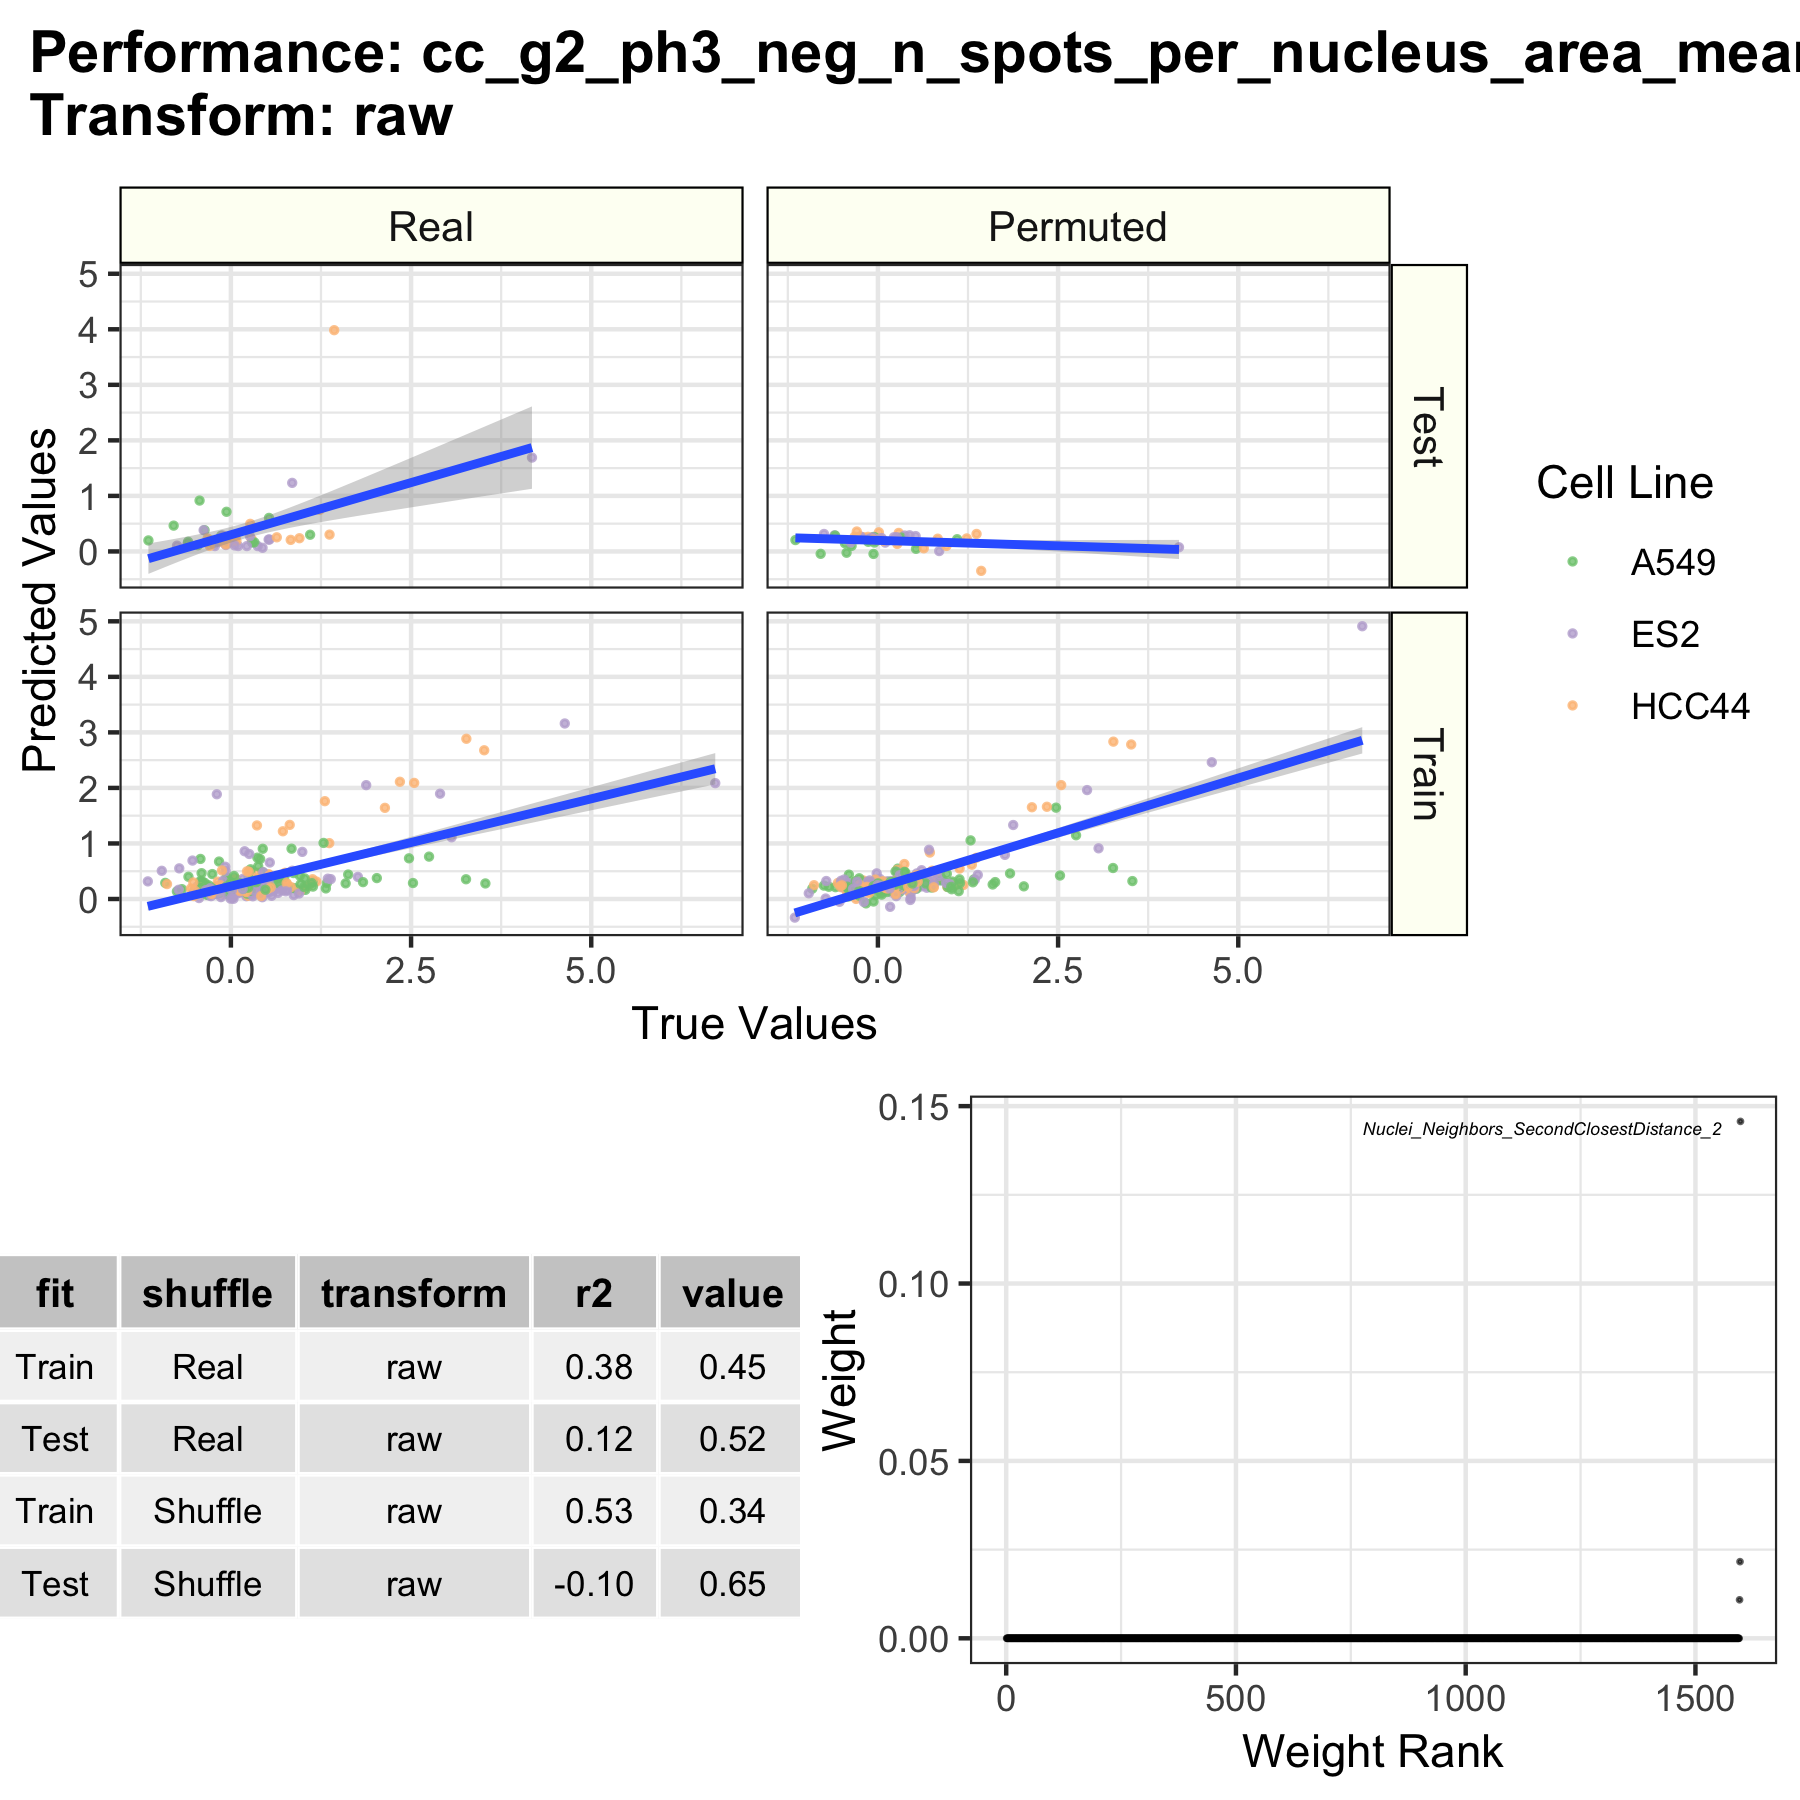 Performance: cc_g2_ph3_neg_n_spots_per_nucleus_area_mean
Transform: raw
Real
Permuted
5
4
3
2
1
0
Test
5
4
3
2
1
0
Train
Predicted Values
0.0
2.5
5.0
0.0
2.5
5.0
True Values
Cell Line
A549
ES2
HCC44
fit shuffle transform r2 value
Train Real raw 0.38 0.45
Test Real raw 0.12 0.52
Train Shuffle raw 0.53 0.34
Test Shuffle raw -0.10 0.65
0.15
0.10
0.05
0.00
Weight
Nuclei_Neighbors_SecondClosestDistance_2
0
500
1000
1500
Weight Rank